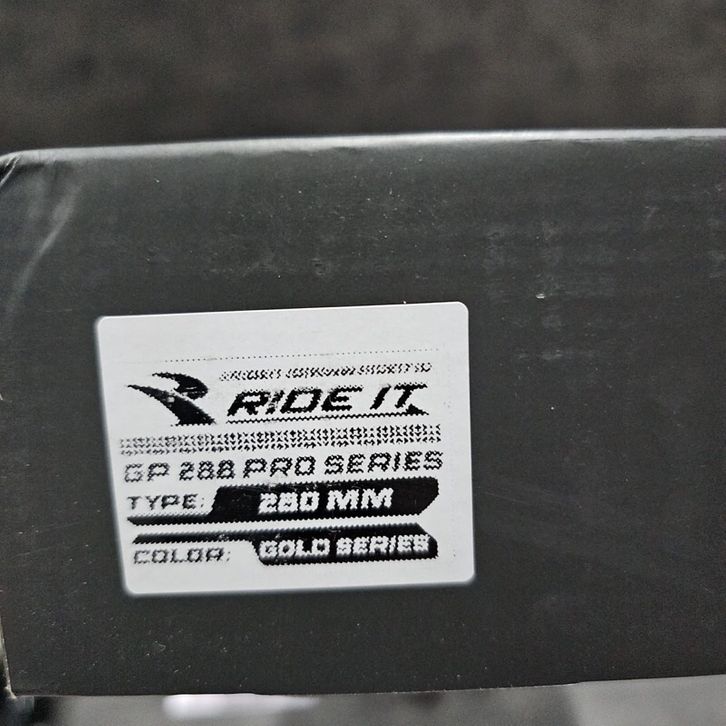 RIDE IT
GP 288 PRO SERIES
TYPE: 280 MM
COLOR: GOLD SERIES